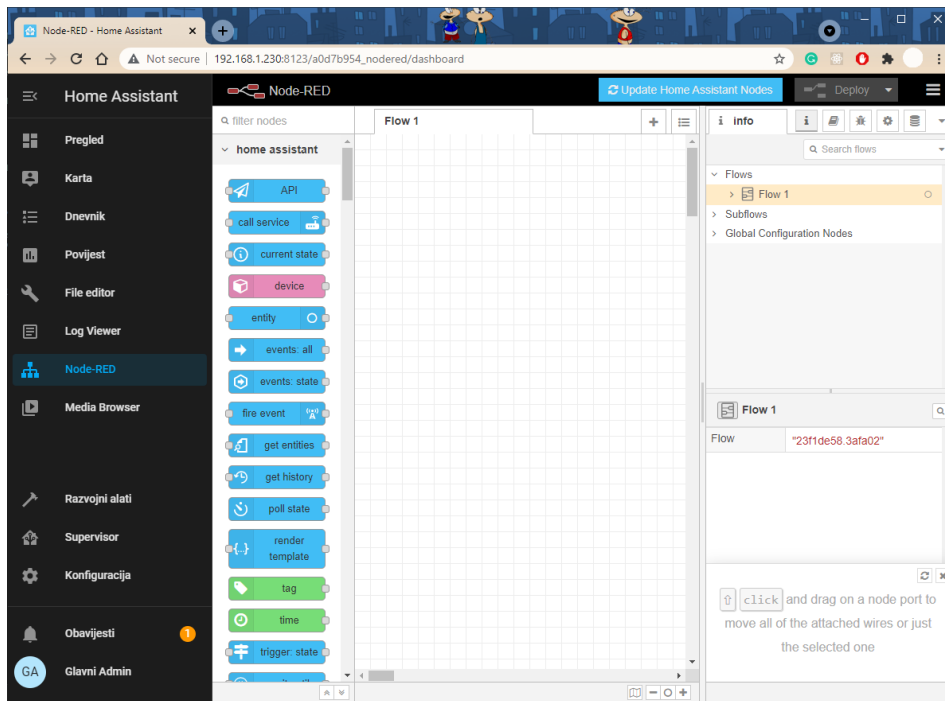 Node-RED - Home Assistant
Not secure
192.168.1.230:8123/a0d7b954_nodered/dashboard
Home Assistant
Pregled
Karta
Dnevnik
Povijest
File editor
Log Viewer
Node-RED
Media Browser
Razvojni alati
Supervisor
Konfiguracija
Obavijesti
1
GA
Glavni Admin
Node-RED
Update Home Assistant Nodes
Deploy
filter nodes
home assistant
API
call service
current state
device
entity
events: all
events: state
fire event
get entities
get history
poll state
render
template
tag
time
trigger: state
Flow 1
info
Search flows
Flows
Flow 1
Subflows
Global Configuration Nodes
Flow 1
Flow
"23f1de58.3afa02"
click and drag on a node port to
move all of the attached wires or just
the selected one